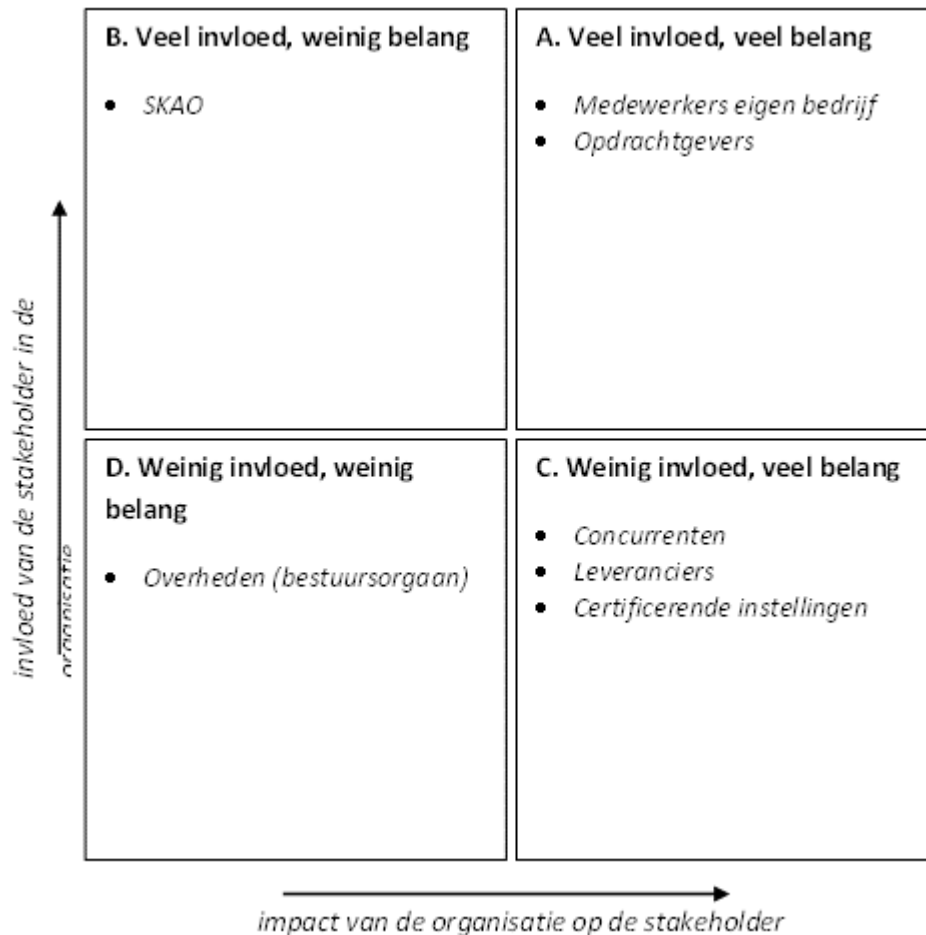 B. Veel invloed, weinig belang
• SKAO
A. Veel invloed, veel belang
• Medewerkers eigen bedrijf
• Opdrachtgevers
D. Weinig invloed, weinig
belang
• Overheden (bestuursorgaan)
C. Weinig invloed, veel belang
• Concurrenten
• Leveranciers
• Certificerende instellingen
invloed van de stakeholder in de
organisatie
impact van de organisatie op de stakeholder